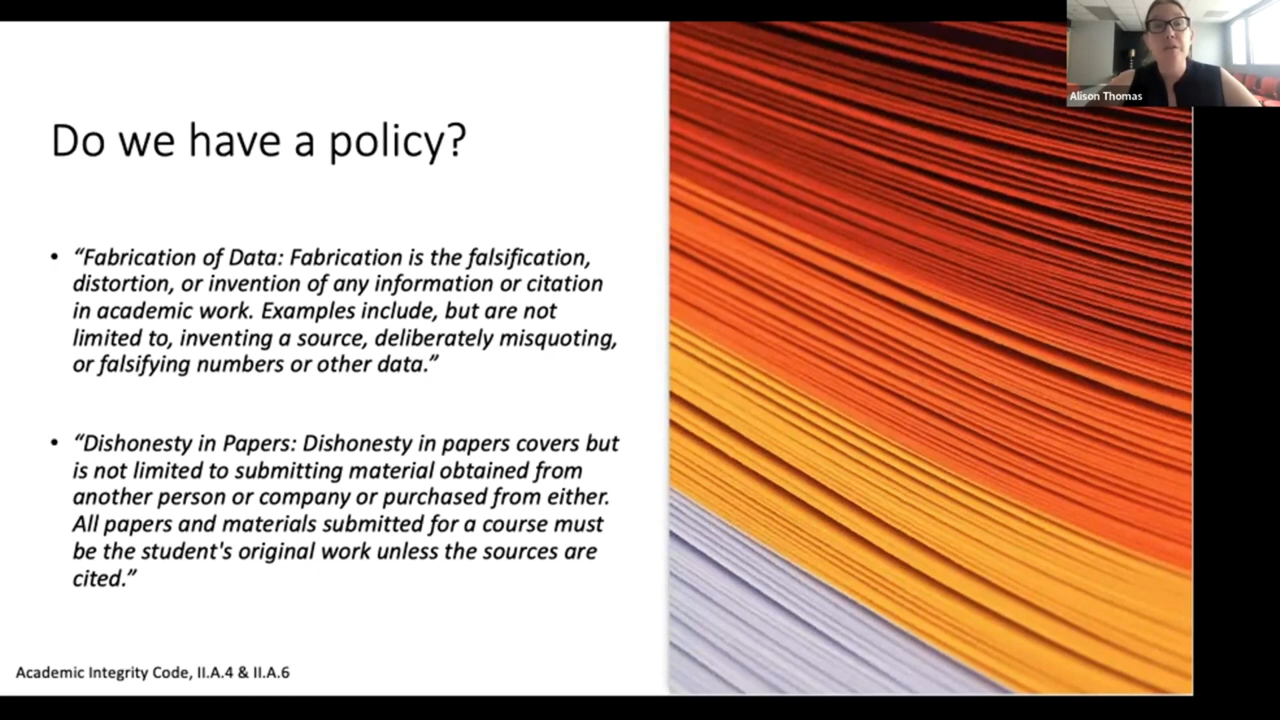 Alison Thomas
Do we have a policy?
• “Fabrication of Data: Fabrication is the falsification,
distortion, or invention of any information or citation
in academic work. Examples include, but are not
limited to, inventing a source, deliberately misquoting,
or falsifying numbers or other data.”
• “Dishonesty in Papers: Dishonesty in papers covers but
is not limited to submitting material obtained from
another person or company or purchased from either.
All papers and materials submitted for a course must
be the student's original work unless the sources are
cited.”
Academic Integrity Code, II.A.4 & II.A.6